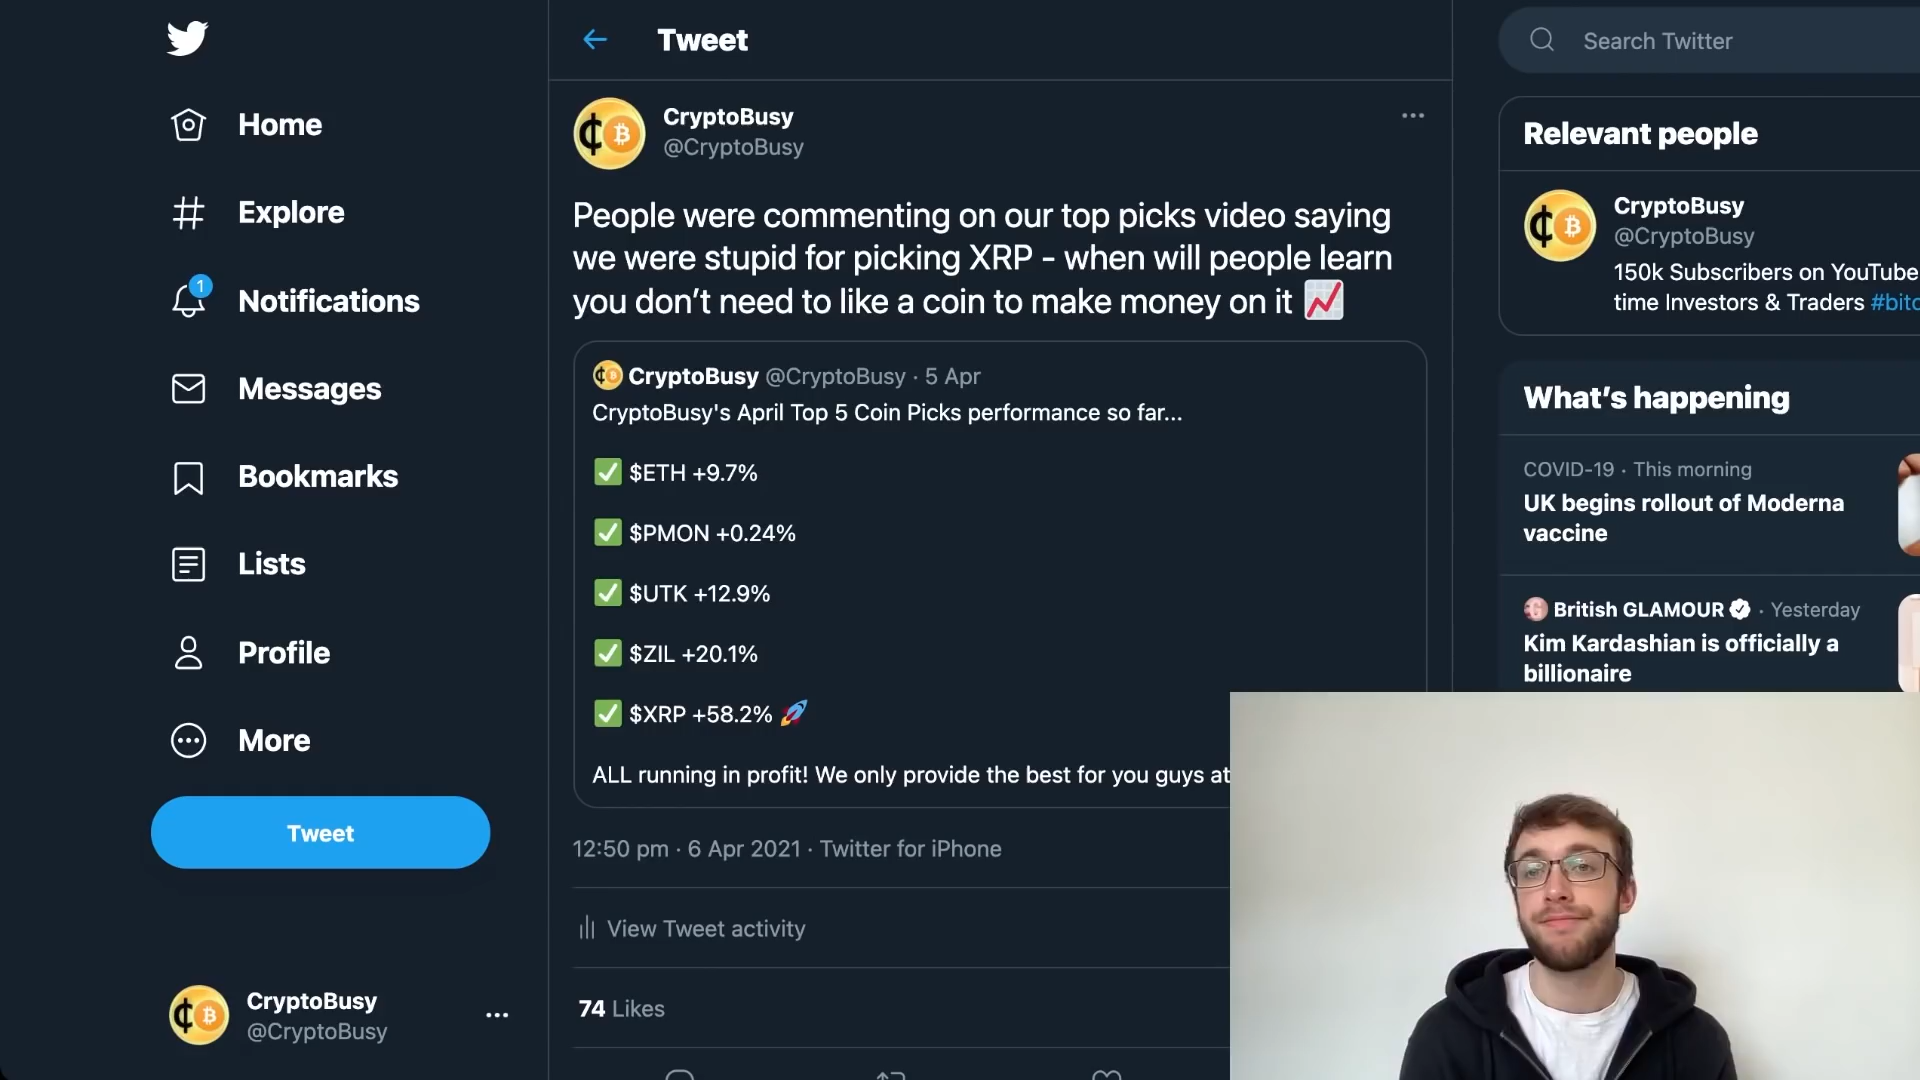 Home
Explore
1
Notifications
Messages
Bookmarks
Lists
Profile
More
Tweet
CryptoBusy
@CryptoBusy
Tweet
CryptoBusy
@CryptoBusy
People were commenting on our top picks video saying
we were stupid for picking XRP - when will people learn
you don’t need to like a coin to make money on it
CryptoBusy @CryptoBusy · 5 Apr
CryptoBusy's April Top 5 Coin Picks performance so far...
$ETH +9.7%
$PMON +0.24%
$UTK +12.9%
$ZIL +20.1%
$XRP +58.2%
ALL running in profit! We only provide the best for you guys at
12:50 pm · 6 Apr 2021 · Twitter for iPhone
View Tweet activity
74 Likes
Search Twitter
Relevant people
CryptoBusy
@CryptoBusy
150k Subscribers on YouTube
time Investors & Traders #bitc
What’s happening
COVID-19 · This morning
UK begins rollout of Moderna
vaccine
British GLAMOUR · Yesterday
Kim Kardashian is officially a
billionaire